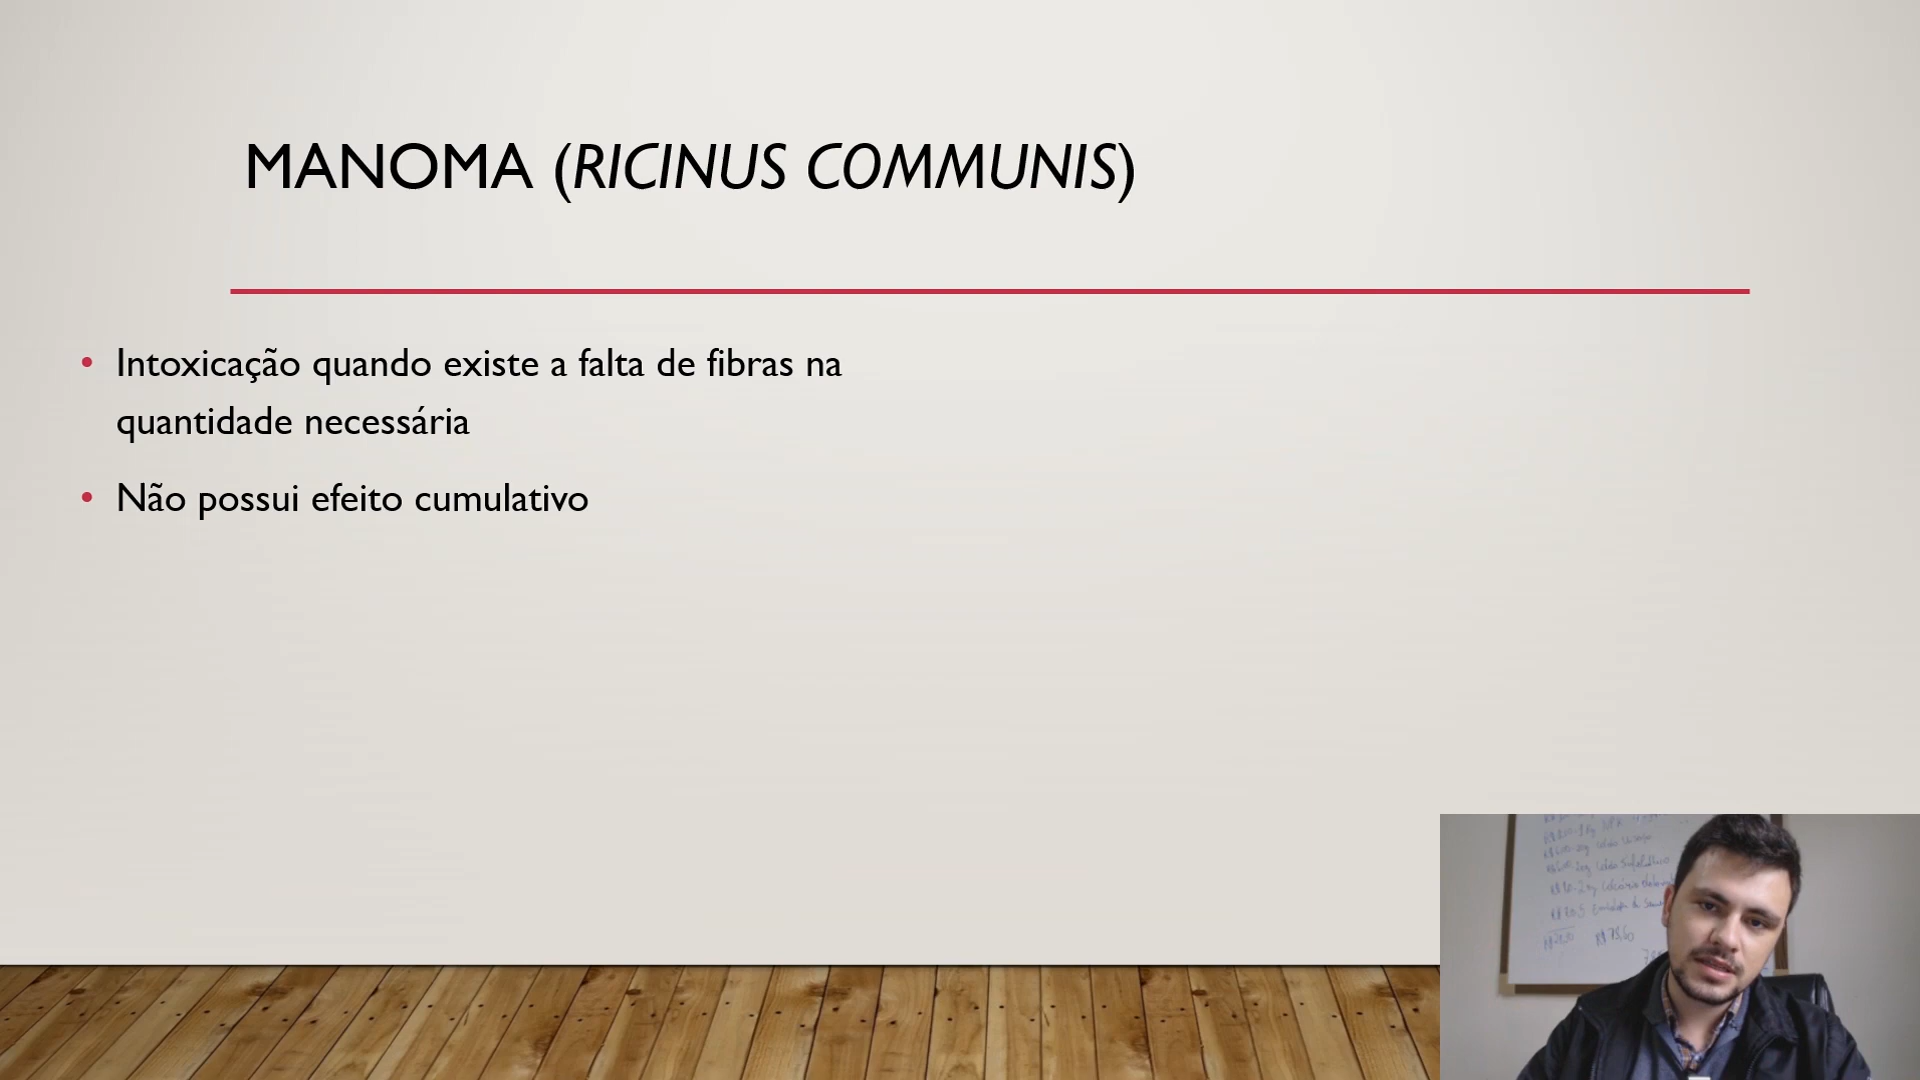 MANOMA (RICINUS COMMUNIS)
• Intoxicação quando existe a falta de fibras na
quantidade necessária
• Não possui efeito cumulativo